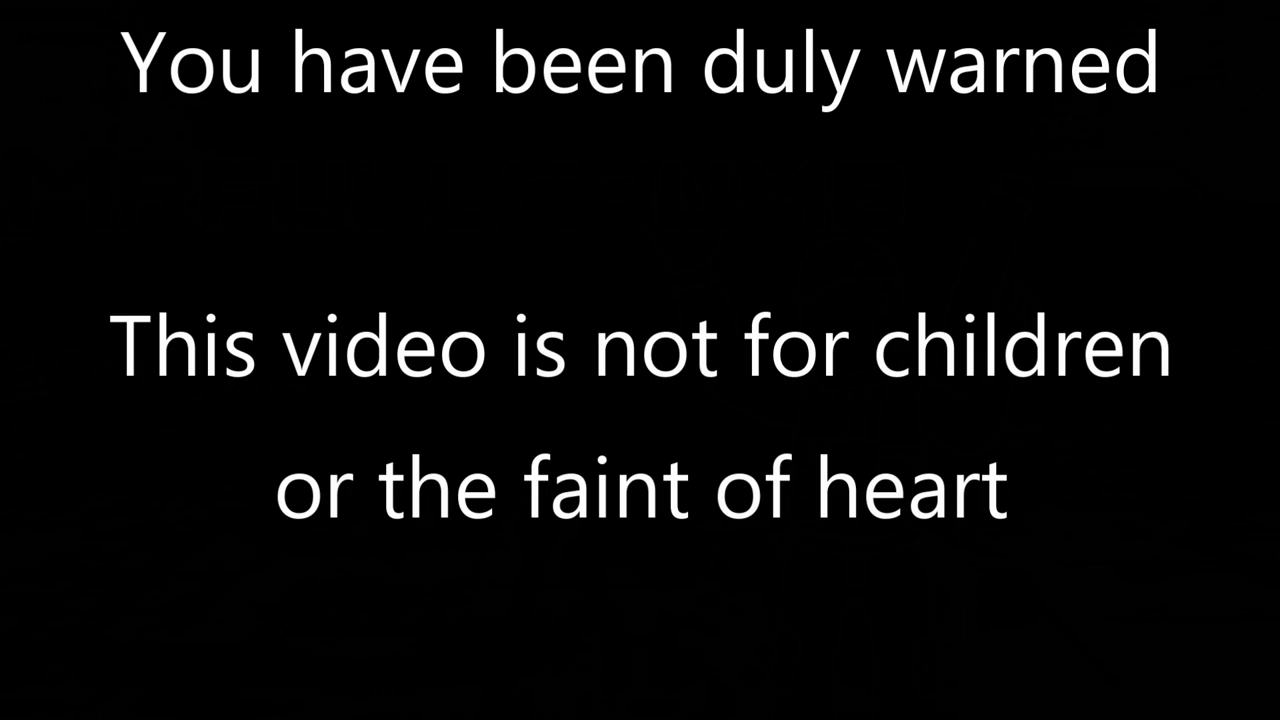 You have been duly warned
This video is not for children
or the faint of heart